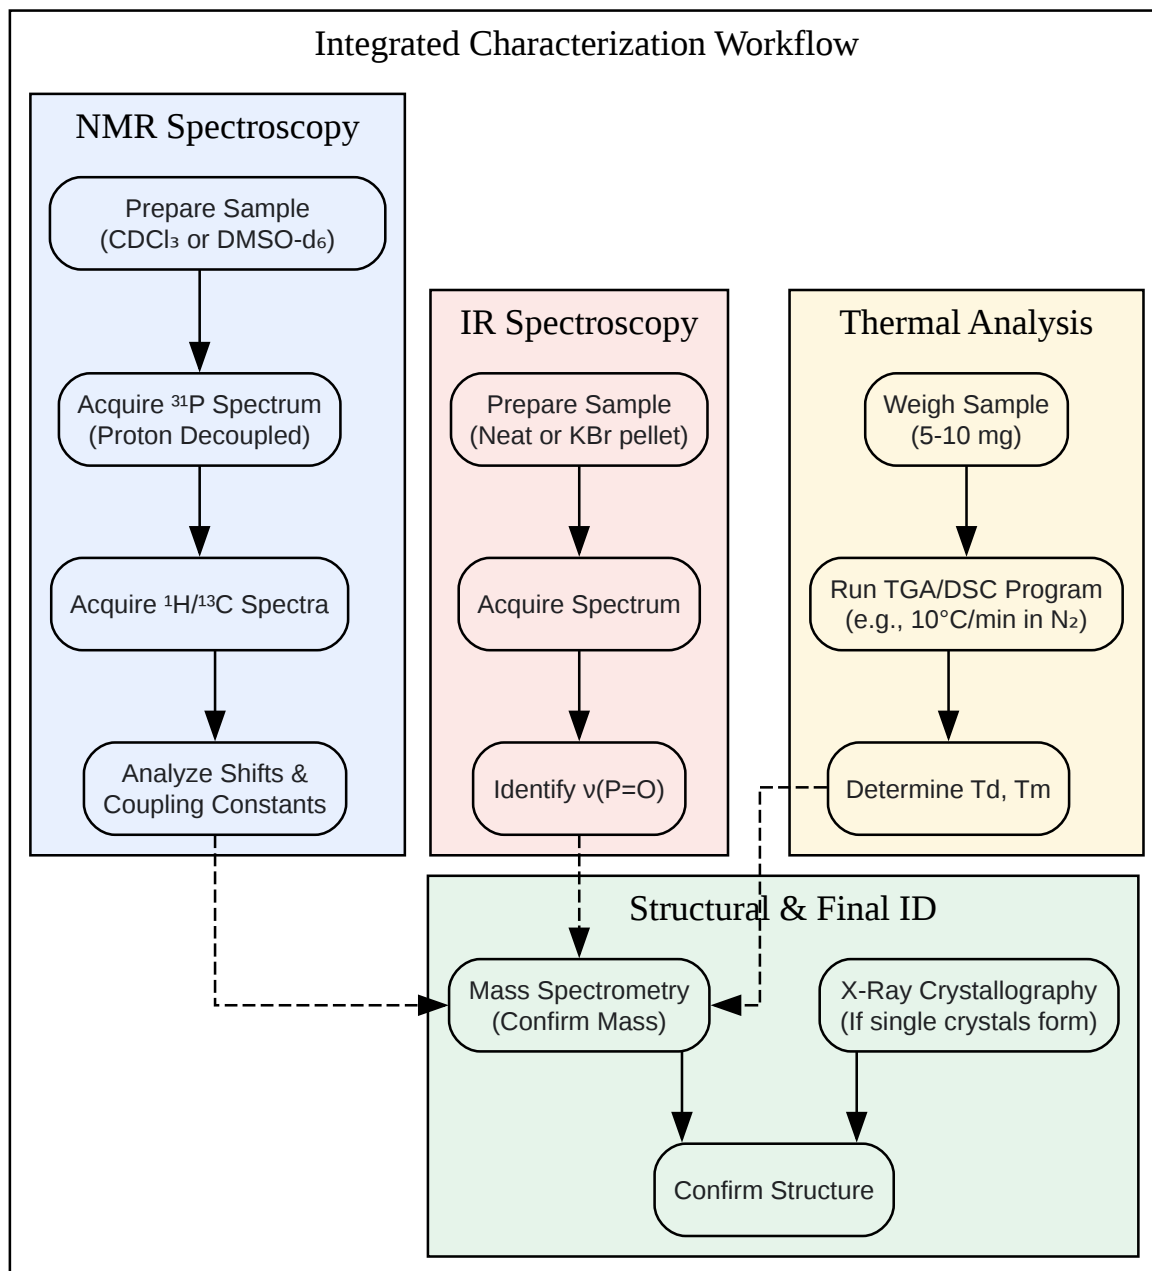 Integrated Characterization Workflow
NMR Spectroscopy
Prepare Sample
(CDCl₃ or DMSO-d₆)
Acquire ³¹P Spectrum
(Proton Decoupled)
Acquire ¹H/¹³C Spectra
Analyze Shifts &
Coupling Constants
IR Spectroscopy
Prepare Sample
(Neat or KBr pellet)
Acquire Spectrum
Identify ν(P=O)
Thermal Analysis
Weigh Sample
(5-10 mg)
Run TGA/DSC Program
(e.g., 10°C/min in N₂)
Determine Td, Tm
Structural & Final ID
Mass Spectrometry
(Confirm Mass)
X-Ray Crystallography
(If single crystals form)
Confirm Structure